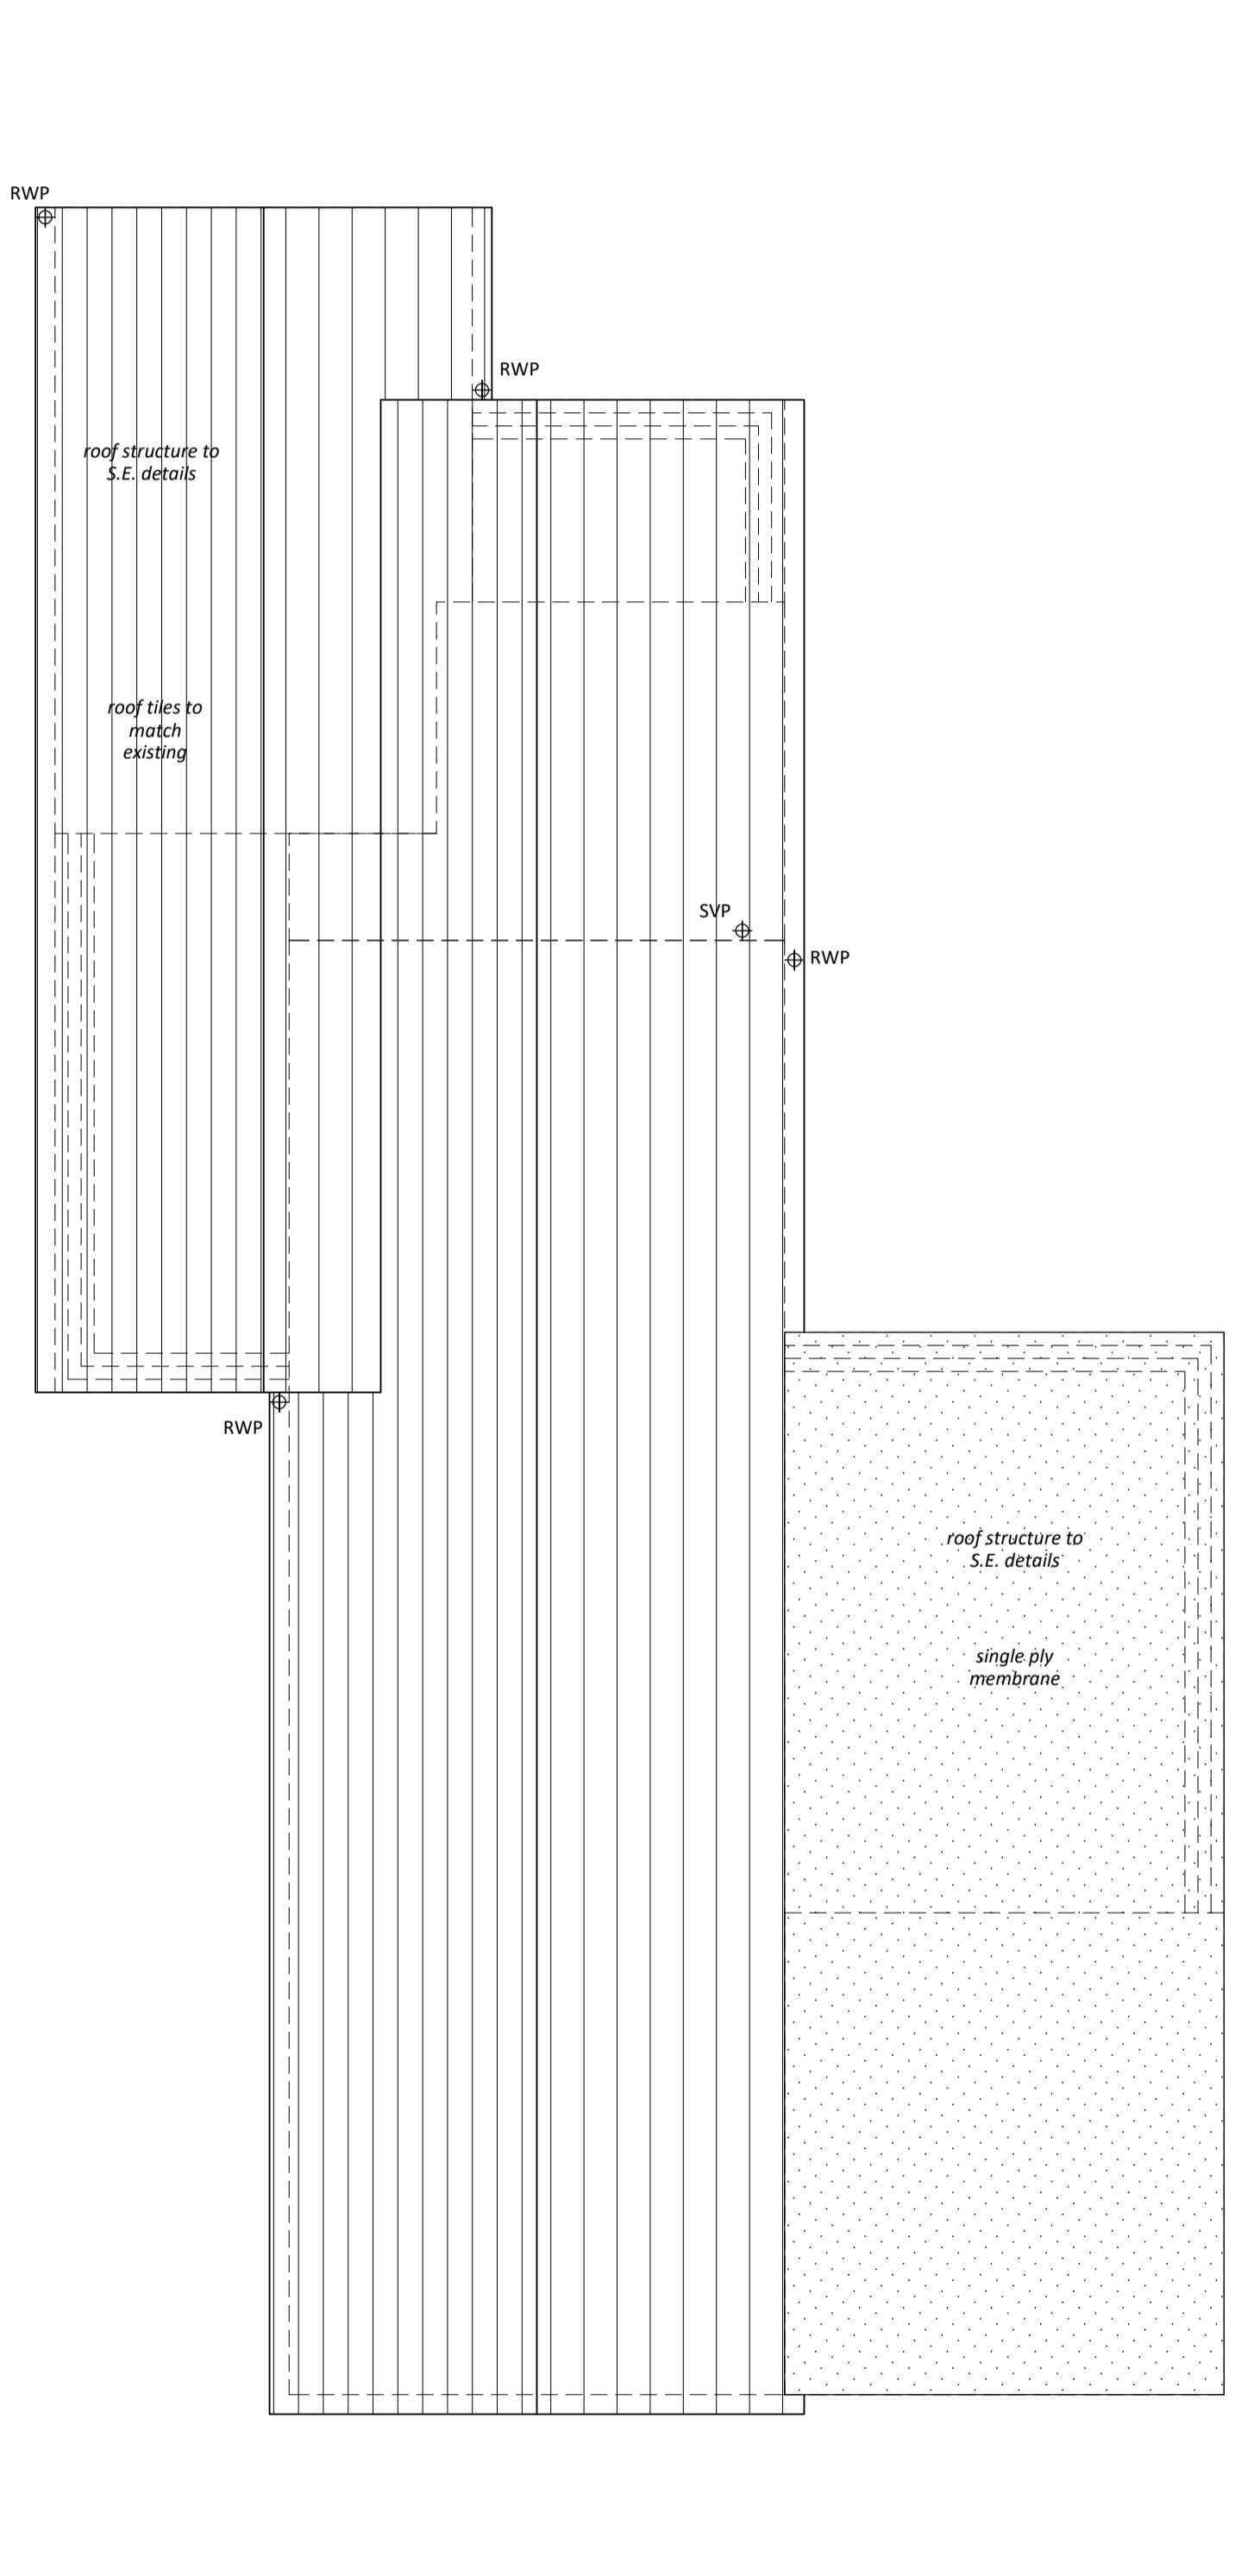 RWP
RWP
roof structure to
S.E. details
roof tiles to
match
existing
SVP
RWP
RWP
roof structure to
S.E. details
single ply
membrane